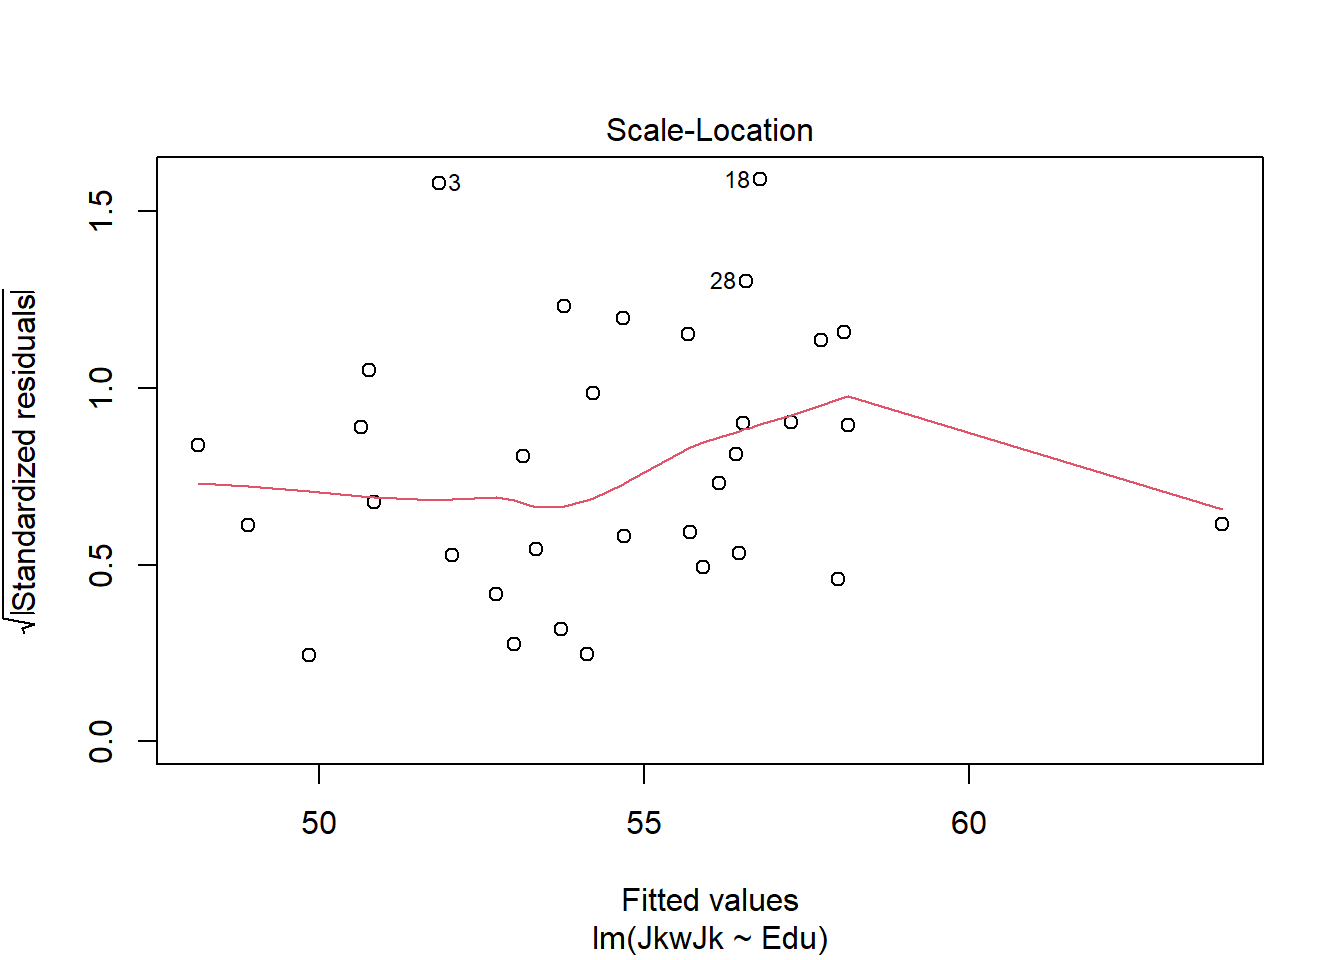 Scale-Location
√|Standardized residuals|
1.5
1.0
0.5
0.0
3
18
28
50 55 60
Fitted values
lm(JkwJk ~ Edu)